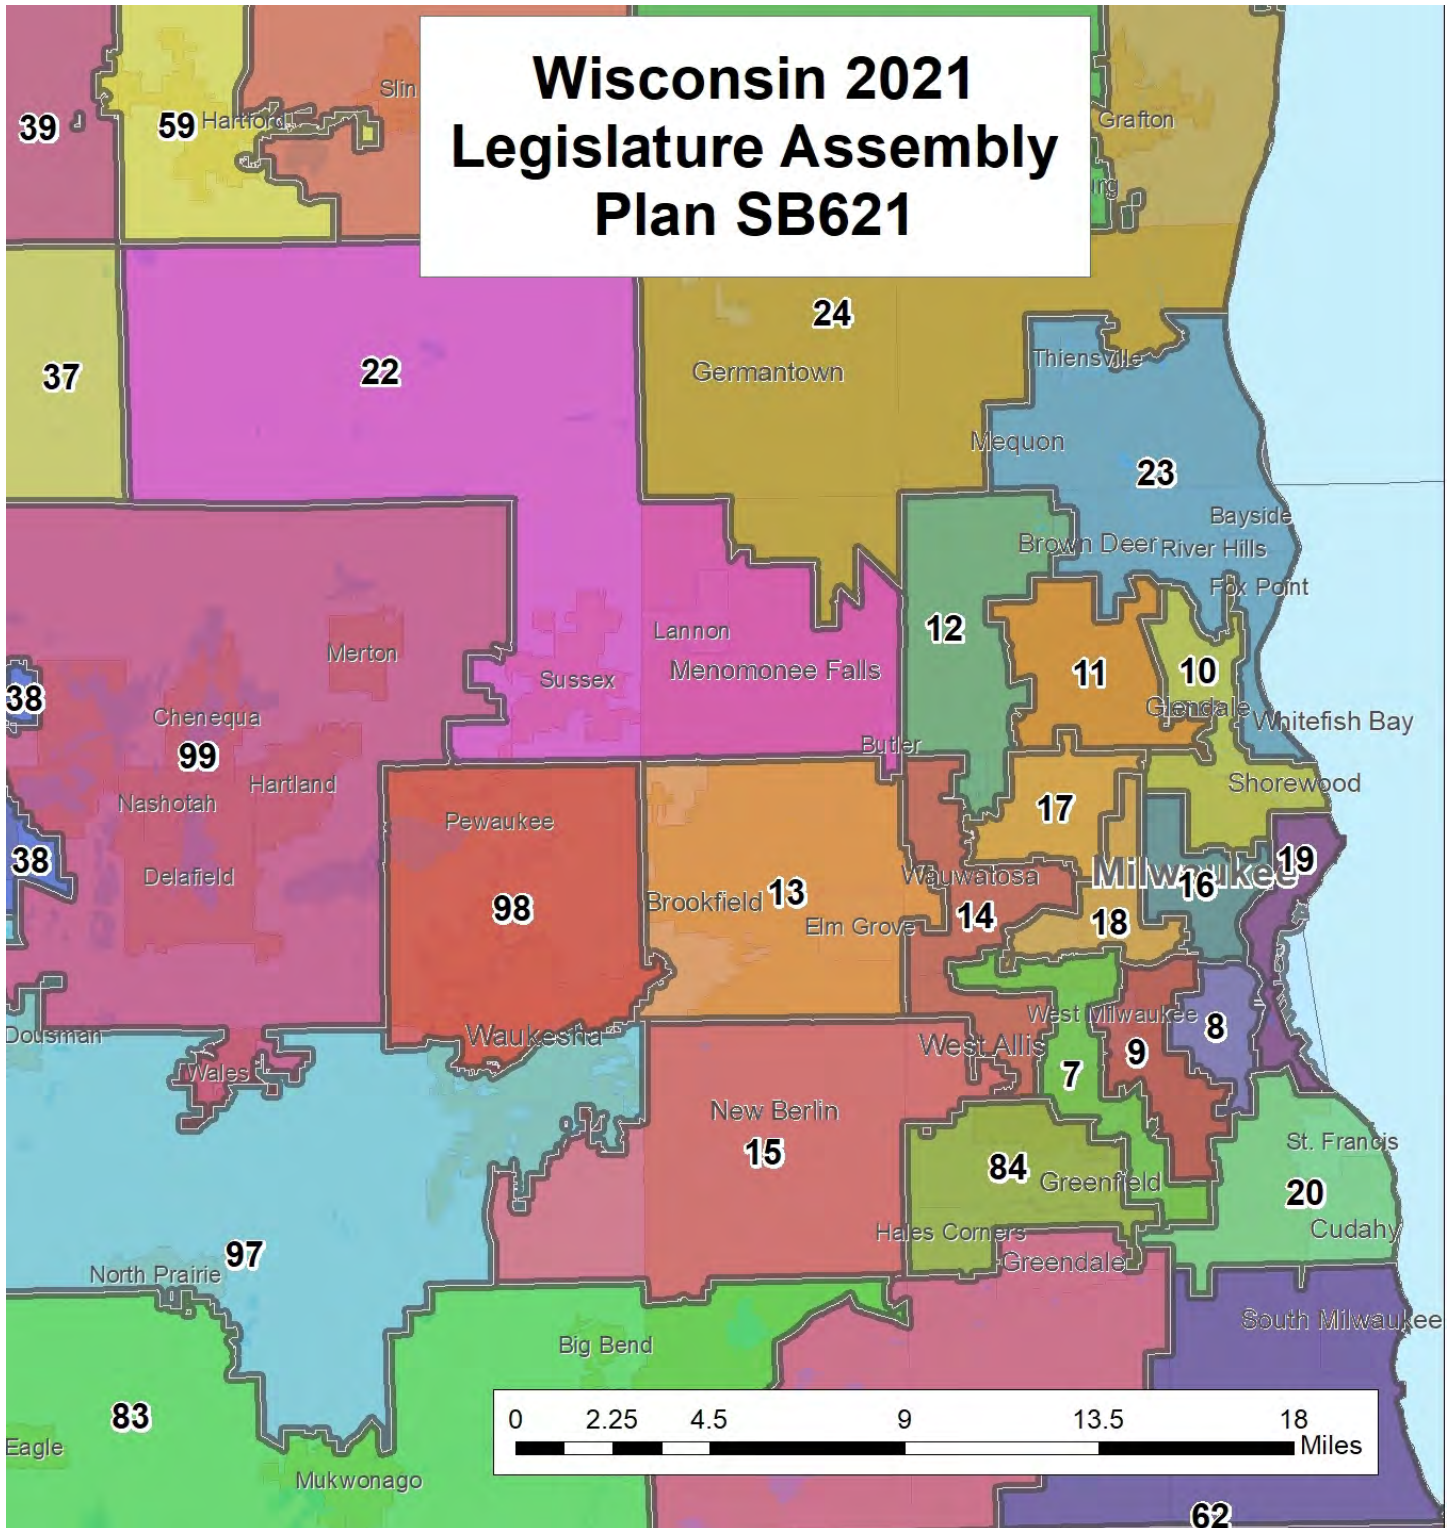 Wisconsin 2021
Legislature Assembly
Plan SB621
Slin
39
59 Hartford
Grafton
urg
24
Thiensville
37
22
Germantown
Mequon
23
Bayside
Brown Deer River Hills
Fox Point
12
Lannon
Merton
Menomonee Falls
11
10
Sussex
38
Chenequa
Glendale
Whitefish Bay
99
Butler
Hartland
Shorewood
Nashotah
Pewaukee
17
38
Delafield
Wauwatosa
Milwaukee
19
16
98
Brookfield
13
Elm Grove
14
18
Dousman
Waukesha
West Milwaukee
8
West Allis
9
Wales
7
New Berlin
15
St. Francis
84
Greenfield
20
Hales Corners
Cudahy
97
Greendale
North Prairie
South Milwaukee
Big Bend
83
0 2.25 4.5 9 13.5 18
Miles
Eagle
Mukwonago
62